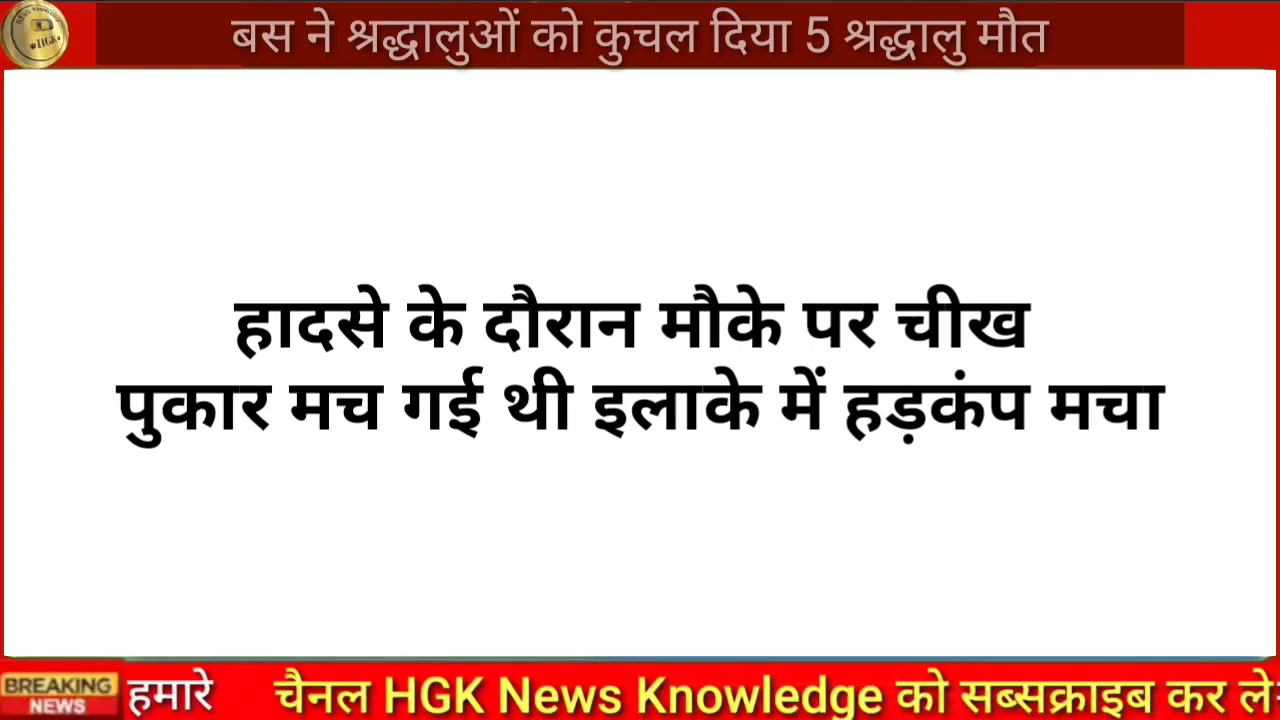 बस ने श्रद्धालुओं को कुचल दिया 5 श्रद्धालु मौत
HGK
हादसे के दौरान मौके पर चीख
पुकार मच गई थी इलाके में हड़कंप मचा
BREAKING
NEWS
हमारे चैनल HGK News Knowledge को सब्सक्राइब कर ले